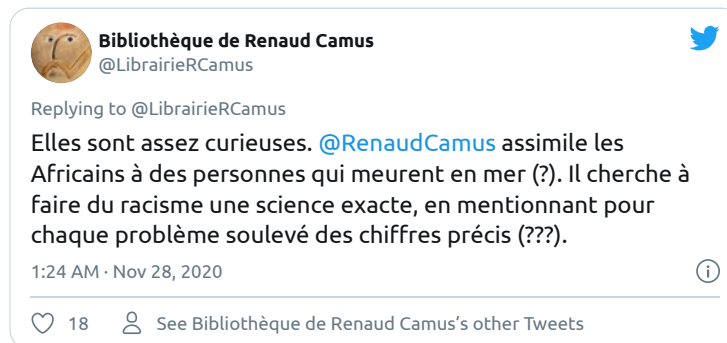 Bibliothèque de Renaud Camus
@LibrairieRCamus
Replying to @LibrairieRCamus
Elles sont assez curieuses. @RenaudCamus assimile les
Africains à des personnes qui meurent en mer (?). Il cherche à
faire du racisme une science exacte, en mentionnant pour
chaque problème soulevé des chiffres précis (???).
1:24 AM · Nov 28, 2020
18 See Bibliothèque de Renaud Camus's other Tweets